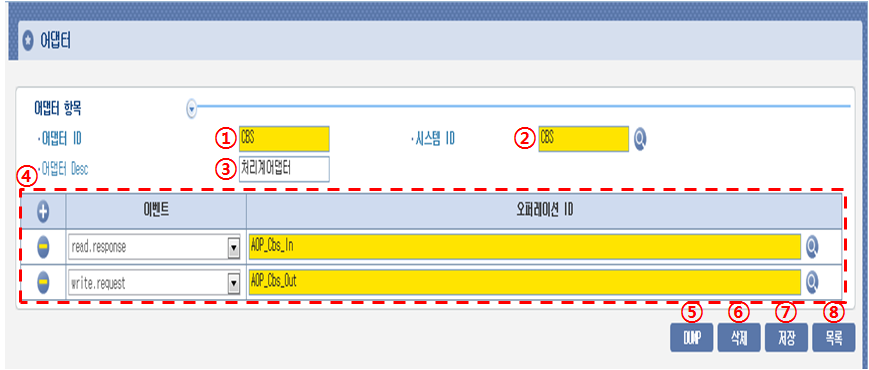 어댑터
어댑터 항목
·어댑터 ID ① CBS ·시스템 ID ② CBS
·어댑터 Desc ③ 처리계어댑터
④
이벤트 오퍼레이션 ID
read.response AOP_Cbs_In
write.request AOP_Cbs_Out
⑤ ⑥ ⑦ ⑧
DUMP 삭제 저장 목록